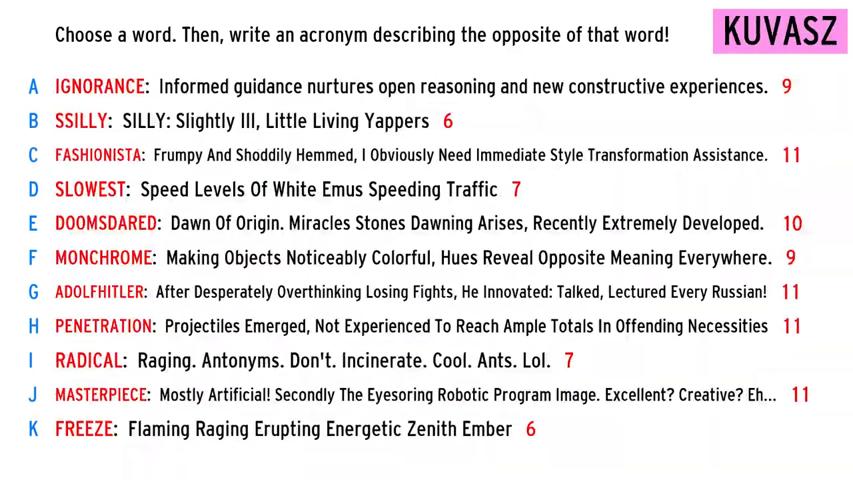 Choose a word. Then, write an acronym describing the opposite of that word!
KUVASZ
A IGNORANCE: Informed guidance nurtures open reasoning and new constructive experiences. 9
B SSILLY: SILLY: Slightly Ill, Little Living Yappers 6
C FASHIONISTA: Frumpy And Shoddily Hemmed, I Obviously Need Immediate Style Transformation Assistance. 11
D SLOWEST: Speed Levels Of White Emus Speeding Traffic 7
E DOOMSDARED: Dawn Of Origin. Miracles Stones Dawning Arises, Recently Extremely Developed. 10
F MONCHROME: Making Objects Noticeably Colorful, Hues Reveal Opposite Meaning Everywhere. 9
G ADOLFHITLER: After Desperately Overthinking Losing Fights, He Innovated: Talked, Lectured Every Russian! 11
H PENETRATION: Projectiles Emerged, Not Experienced To Reach Ample Totals In Offending Necessities 11
I RADICAL: Raging. Antonyms. Don't. Incinerate. Cool. Ants. Lol. 7
J MASTERPIECE: Mostly Artificial! Secondly The Eyesoring Robotic Program Image. Excellent? Creative? Eh... 11
K FREEZE: Flaming Raging Erupting Energetic Zenith Ember 6